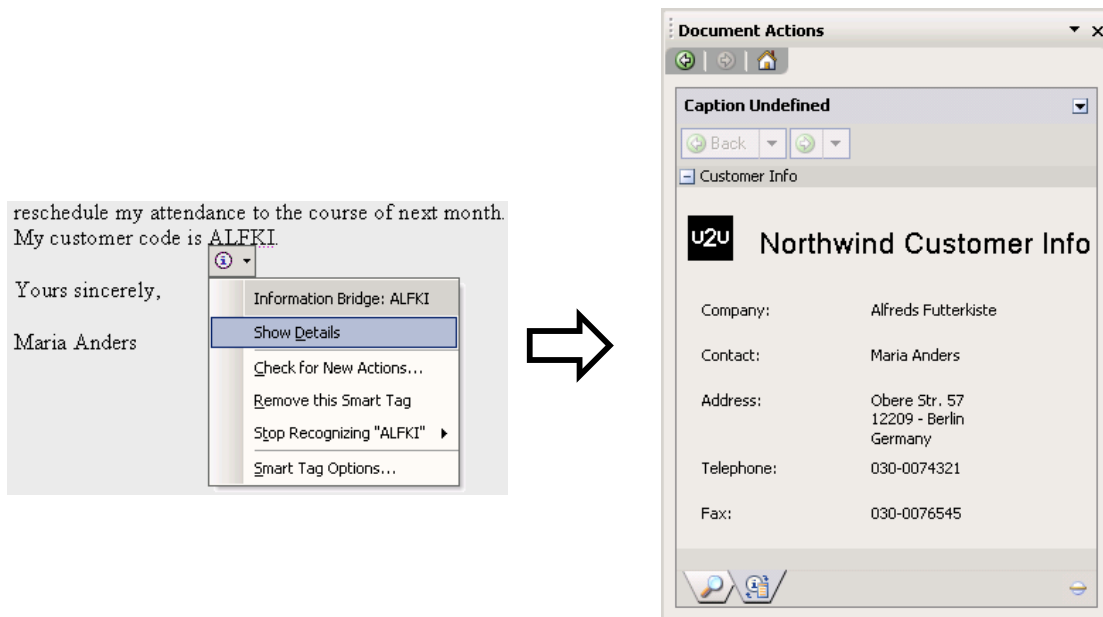 reschedule my attendance to the course of next month.
My customer code is ALFKI.
Yours sincerely,
Maria Anders
Information Bridge: ALFKI
Show Details
Check for New Actions...
Remove this Smart Tag
Stop Recognizing "ALFKI"
Smart Tag Options...
Document Actions
Caption Undefined
Back
Customer Info
U2U Northwind Customer Info
Company: Alfreds Futterkiste
Contact: Maria Anders
Address: Obere Str. 57
12209 - Berlin
Germany
Telephone: 030-0074321
Fax: 030-0076545